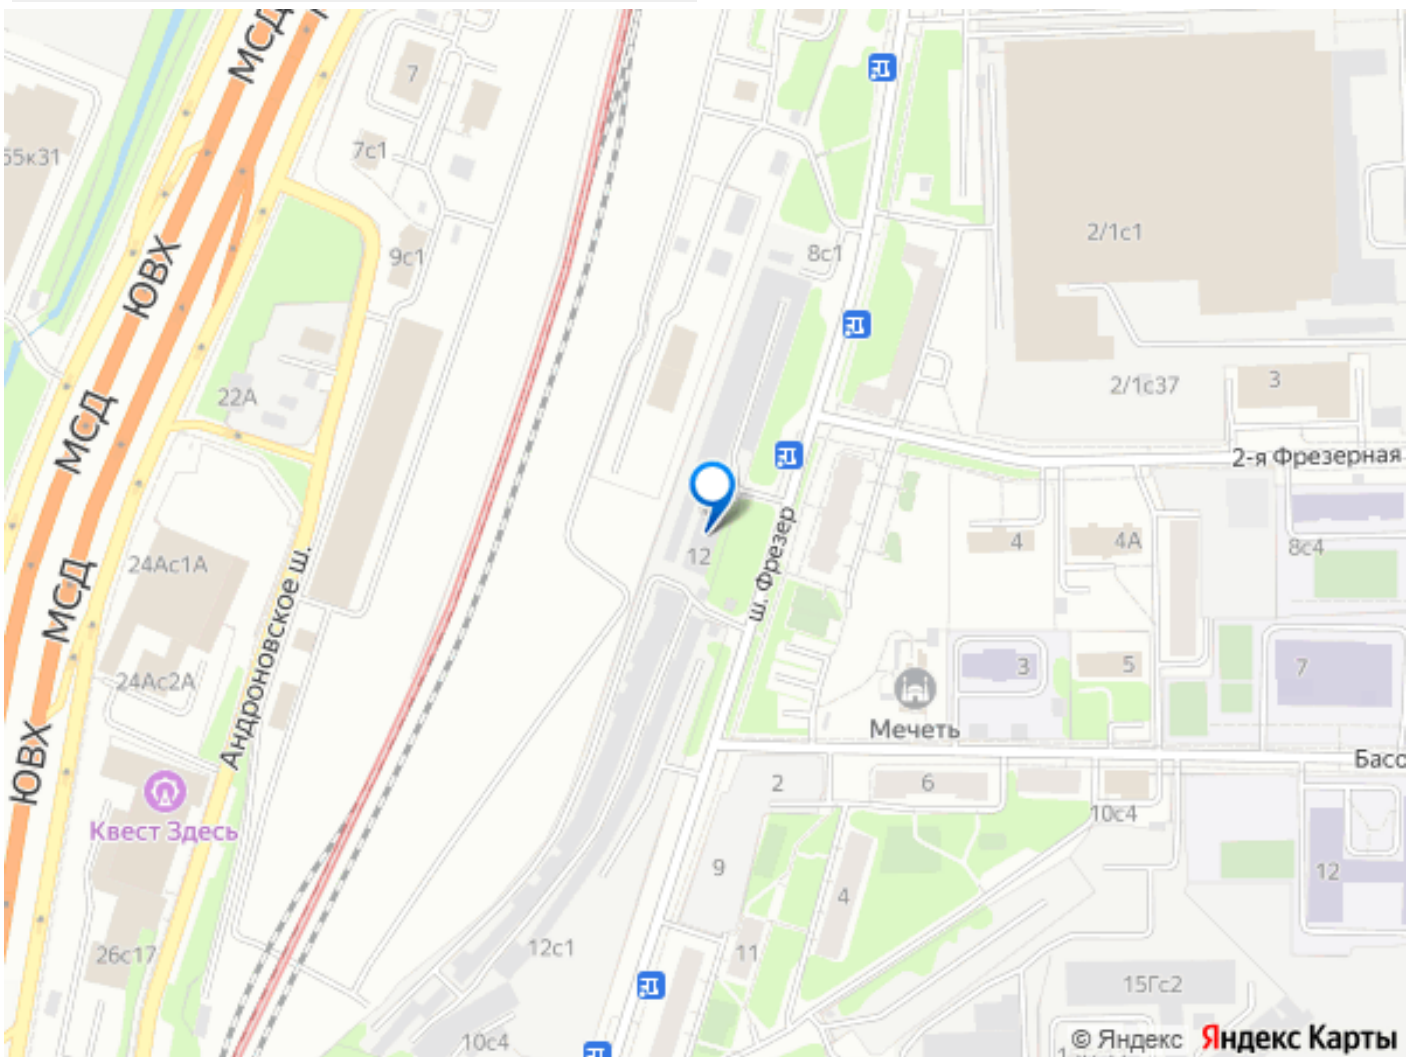 МСД
7
55к31
7с1
2/1с1
9с1
8с1
ЮВХ
2/1с37
3
22А
МСД
2-я Фрезерная
ш. Фрезер
4
4А
8с4
12
24Ас1А
МСД
Андроновское ш.
3
5
7
24Ас2А
Мечеть
ЮВХ
Басо
2
6
10с4
Квест Здесь
9
4
12
11
12с1
26с17
15Гс2
10с4
© Яндекс Яндекс Карты